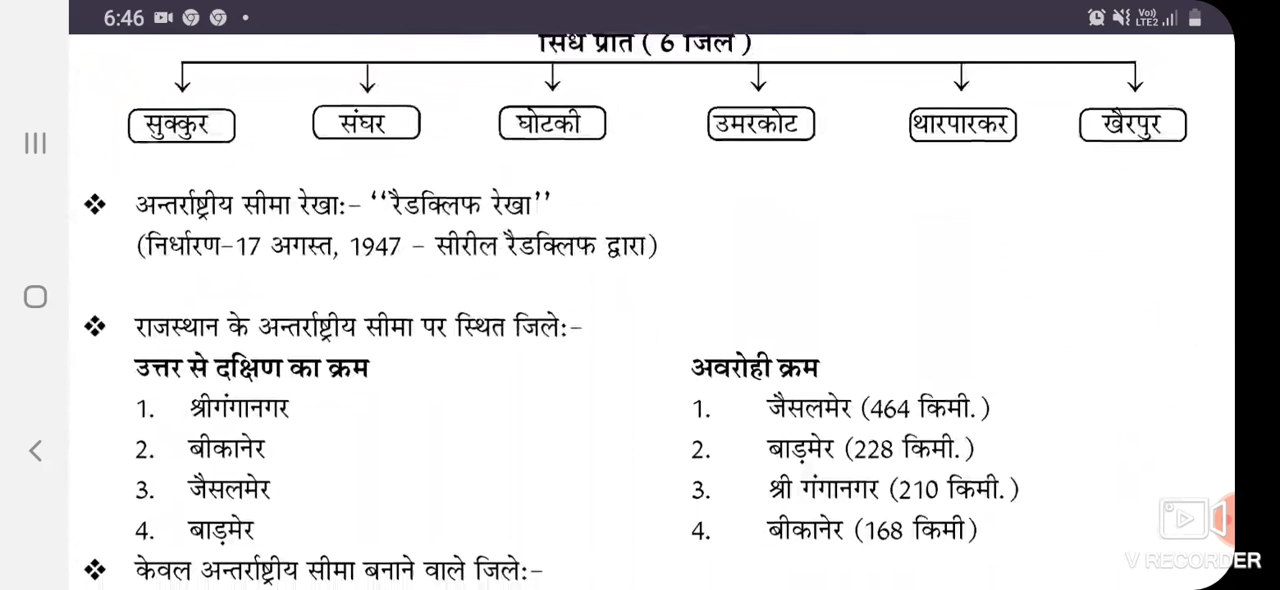 6:46
Vo)
LTE2
सिंध प्रांत ( 6 जिले )
सुक्कुर संघर घोटकी उमरकोट थारपारकर खैरपुर
❖ अन्तर्राष्ट्रीय सीमा रेखा:- ‘‘रैडक्लिफ रेखा’’
(निर्धारण-17 अगस्त, 1947 - सीरील रैडक्लिफ द्वारा)
❖ राजस्थान के अन्तर्राष्ट्रीय सीमा पर स्थित जिले:-
उत्तर से दक्षिण का क्रम
1. श्रीगंगानगर
2. बीकानेर
3. जैसलमेर
4. बाड़मेर
अवरोही क्रम
1. जैसलमेर (464 किमी.)
2. बाड़मेर (228 किमी.)
3. श्री गंगानगर (210 किमी.)
4. बीकानेर (168 किमी)
❖ केवल अन्तर्राष्ट्रीय सीमा बनाने वाले जिले:-
V RECORDER